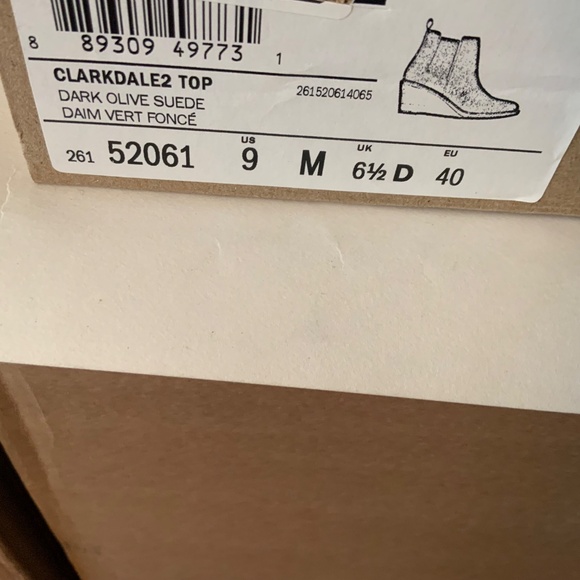 8 89309 49773 1
CLARKDALE2 TOP
DARK OLIVE SUEDE
DAIM VERT FONCÉ
261520614065
US UK EU
261 52061 9 M 6½ D 40